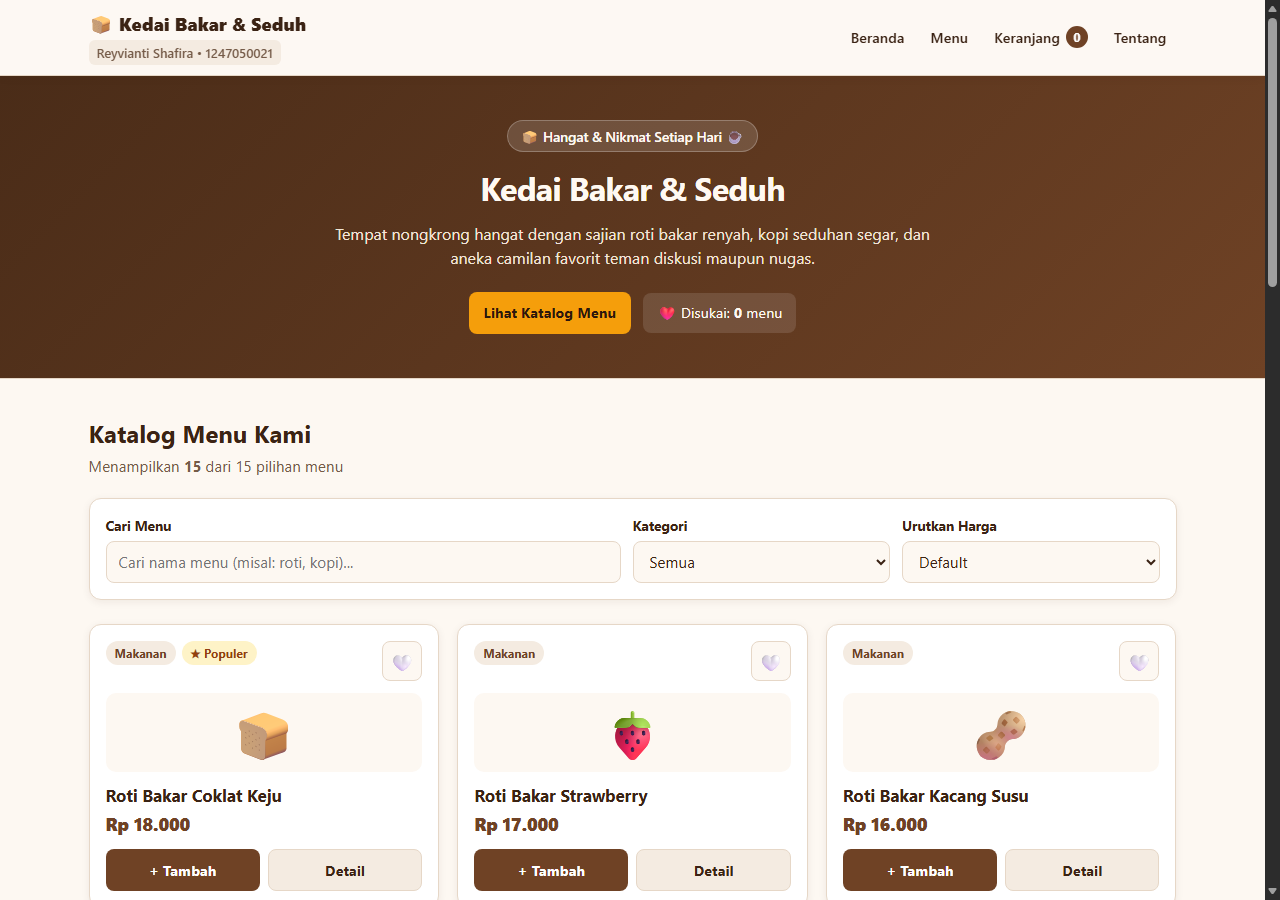 Kedai Bakar & Seduh
Reyvianti Shafira • 1247050021
Beranda
Menu
Keranjang 0
Tentang
Hangat & Nikmat Setiap Hari
Kedai Bakar & Seduh
Tempat nongkrong hangat dengan sajian roti bakar renyah, kopi seduhan segar, dan
aneka camilan favorit teman diskusi maupun nugas.
Lihat Katalog Menu
Disukai: 0 menu
Katalog Menu Kami
Menampilkan 15 dari 15 pilihan menu
Cari Menu
Cari nama menu (misal: roti, kopi)...
Kategori
Semua
Urutkan Harga
Default
Makanan
★ Populer
Roti Bakar Coklat Keju
Rp 18.000
+ Tambah
Detail
Makanan
Roti Bakar Strawberry
Rp 17.000
+ Tambah
Detail
Makanan
Roti Bakar Kacang Susu
Rp 16.000
+ Tambah
Detail